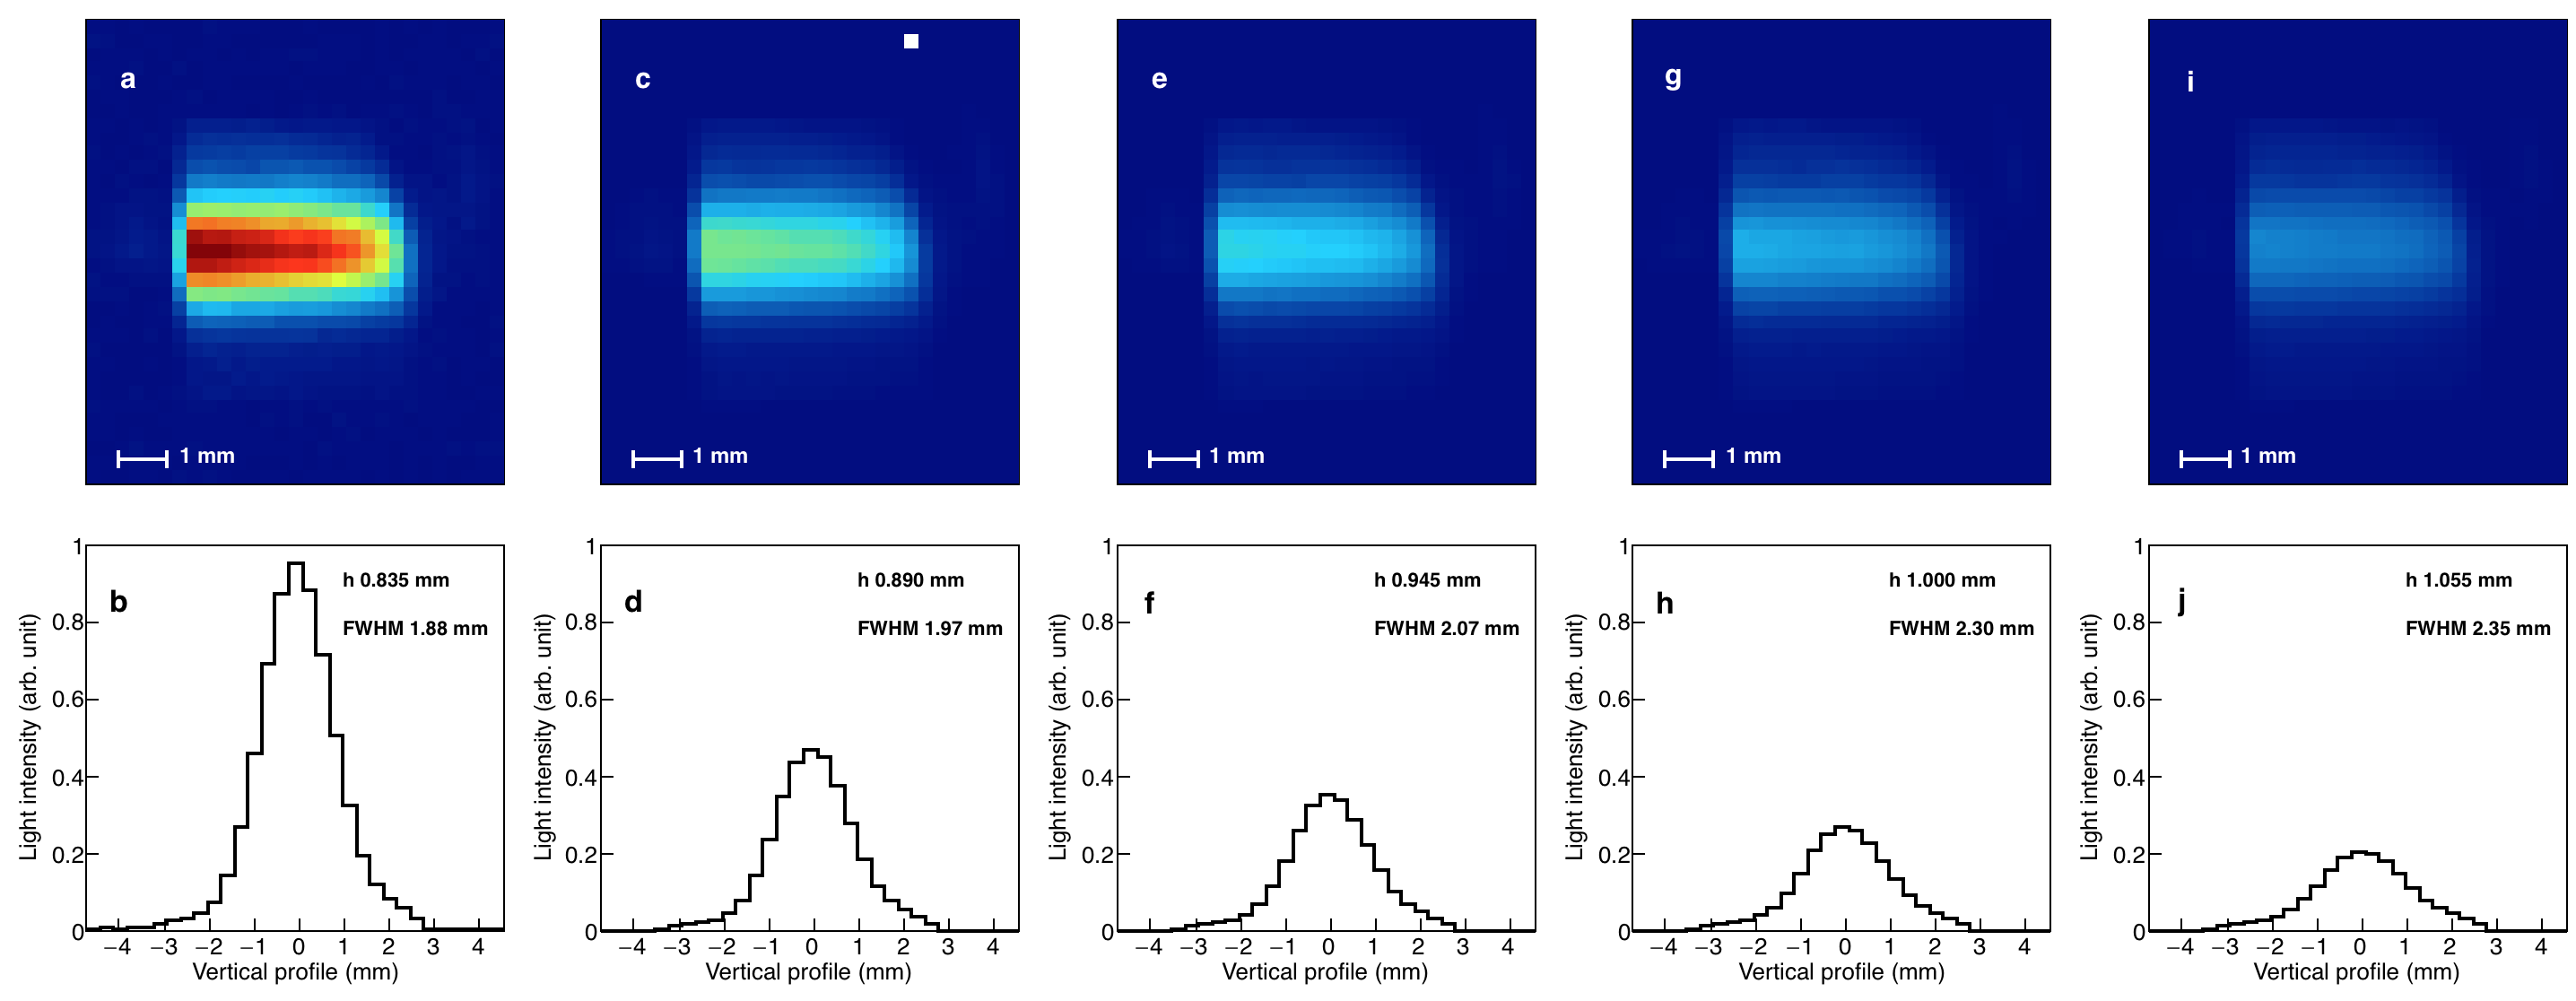 a
1 mm
c
1 mm
e
1 mm
g
1 mm
i
1 mm
b
h 0.835 mm
FWHM 1.88 mm
Light intensity (arb. unit)
1
0.8
0.6
0.4
0.2
0
−4 −3 −2 −1 0 1 2 3 4
Vertical profile (mm)
d
h 0.890 mm
FWHM 1.97 mm
Light intensity (arb. unit)
1
0.8
0.6
0.4
0.2
0
−4 −3 −2 −1 0 1 2 3 4
Vertical profile (mm)
f
h 0.945 mm
FWHM 2.07 mm
Light intensity (arb. unit)
1
0.8
0.6
0.4
0.2
0
−4 −3 −2 −1 0 1 2 3 4
Vertical profile (mm)
h
h 1.000 mm
FWHM 2.30 mm
Light intensity (arb. unit)
1
0.8
0.6
0.4
0.2
0
−4 −3 −2 −1 0 1 2 3 4
Vertical profile (mm)
j
h 1.055 mm
FWHM 2.35 mm
Light intensity (arb. unit)
1
0.8
0.6
0.4
0.2
0
−4 −3 −2 −1 0 1 2 3 4
Vertical profile (mm)